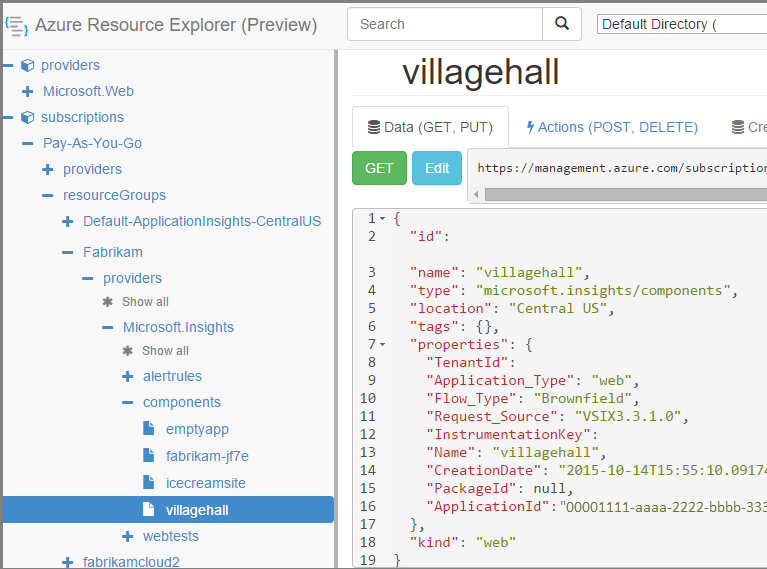 Azure Resource Explorer (Preview)
Search
Default Directory (
providers
Microsoft.Web
subscriptions
Pay-As-You-Go
providers
resourceGroups
Default-ApplicationInsights-CentralUS
Fabrikam
providers
Show all
Microsoft.Insights
Show all
alertrules
components
emptyapp
fabrikam-jf7e
icecreamsite
villagehall
webtests
fabrikamcloud2
villagehall
Data (GET, PUT)
Actions (POST, DELETE)
Cre
GET
Edit
https://management.azure.com/subscription
1 {
2 "id":
3 "name": "villagehall",
4 "type": "microsoft.insights/components",
5 "location": "Central US",
6 "tags": {},
7 "properties": {
8 "TenantId":
9 "Application_Type": "web",
10 "Flow_Type": "Brownfield",
11 "Request_Source": "VSIX3.3.1.0",
12 "InstrumentationKey":
13 "Name": "villagehall",
14 "CreationDate": "2015-10-14T15:55:10.09174
15 "PackageId": null,
16 "ApplicationId":"00001111-aaaa-2222-bbbb-333
17 },
18 "kind": "web"
19 }